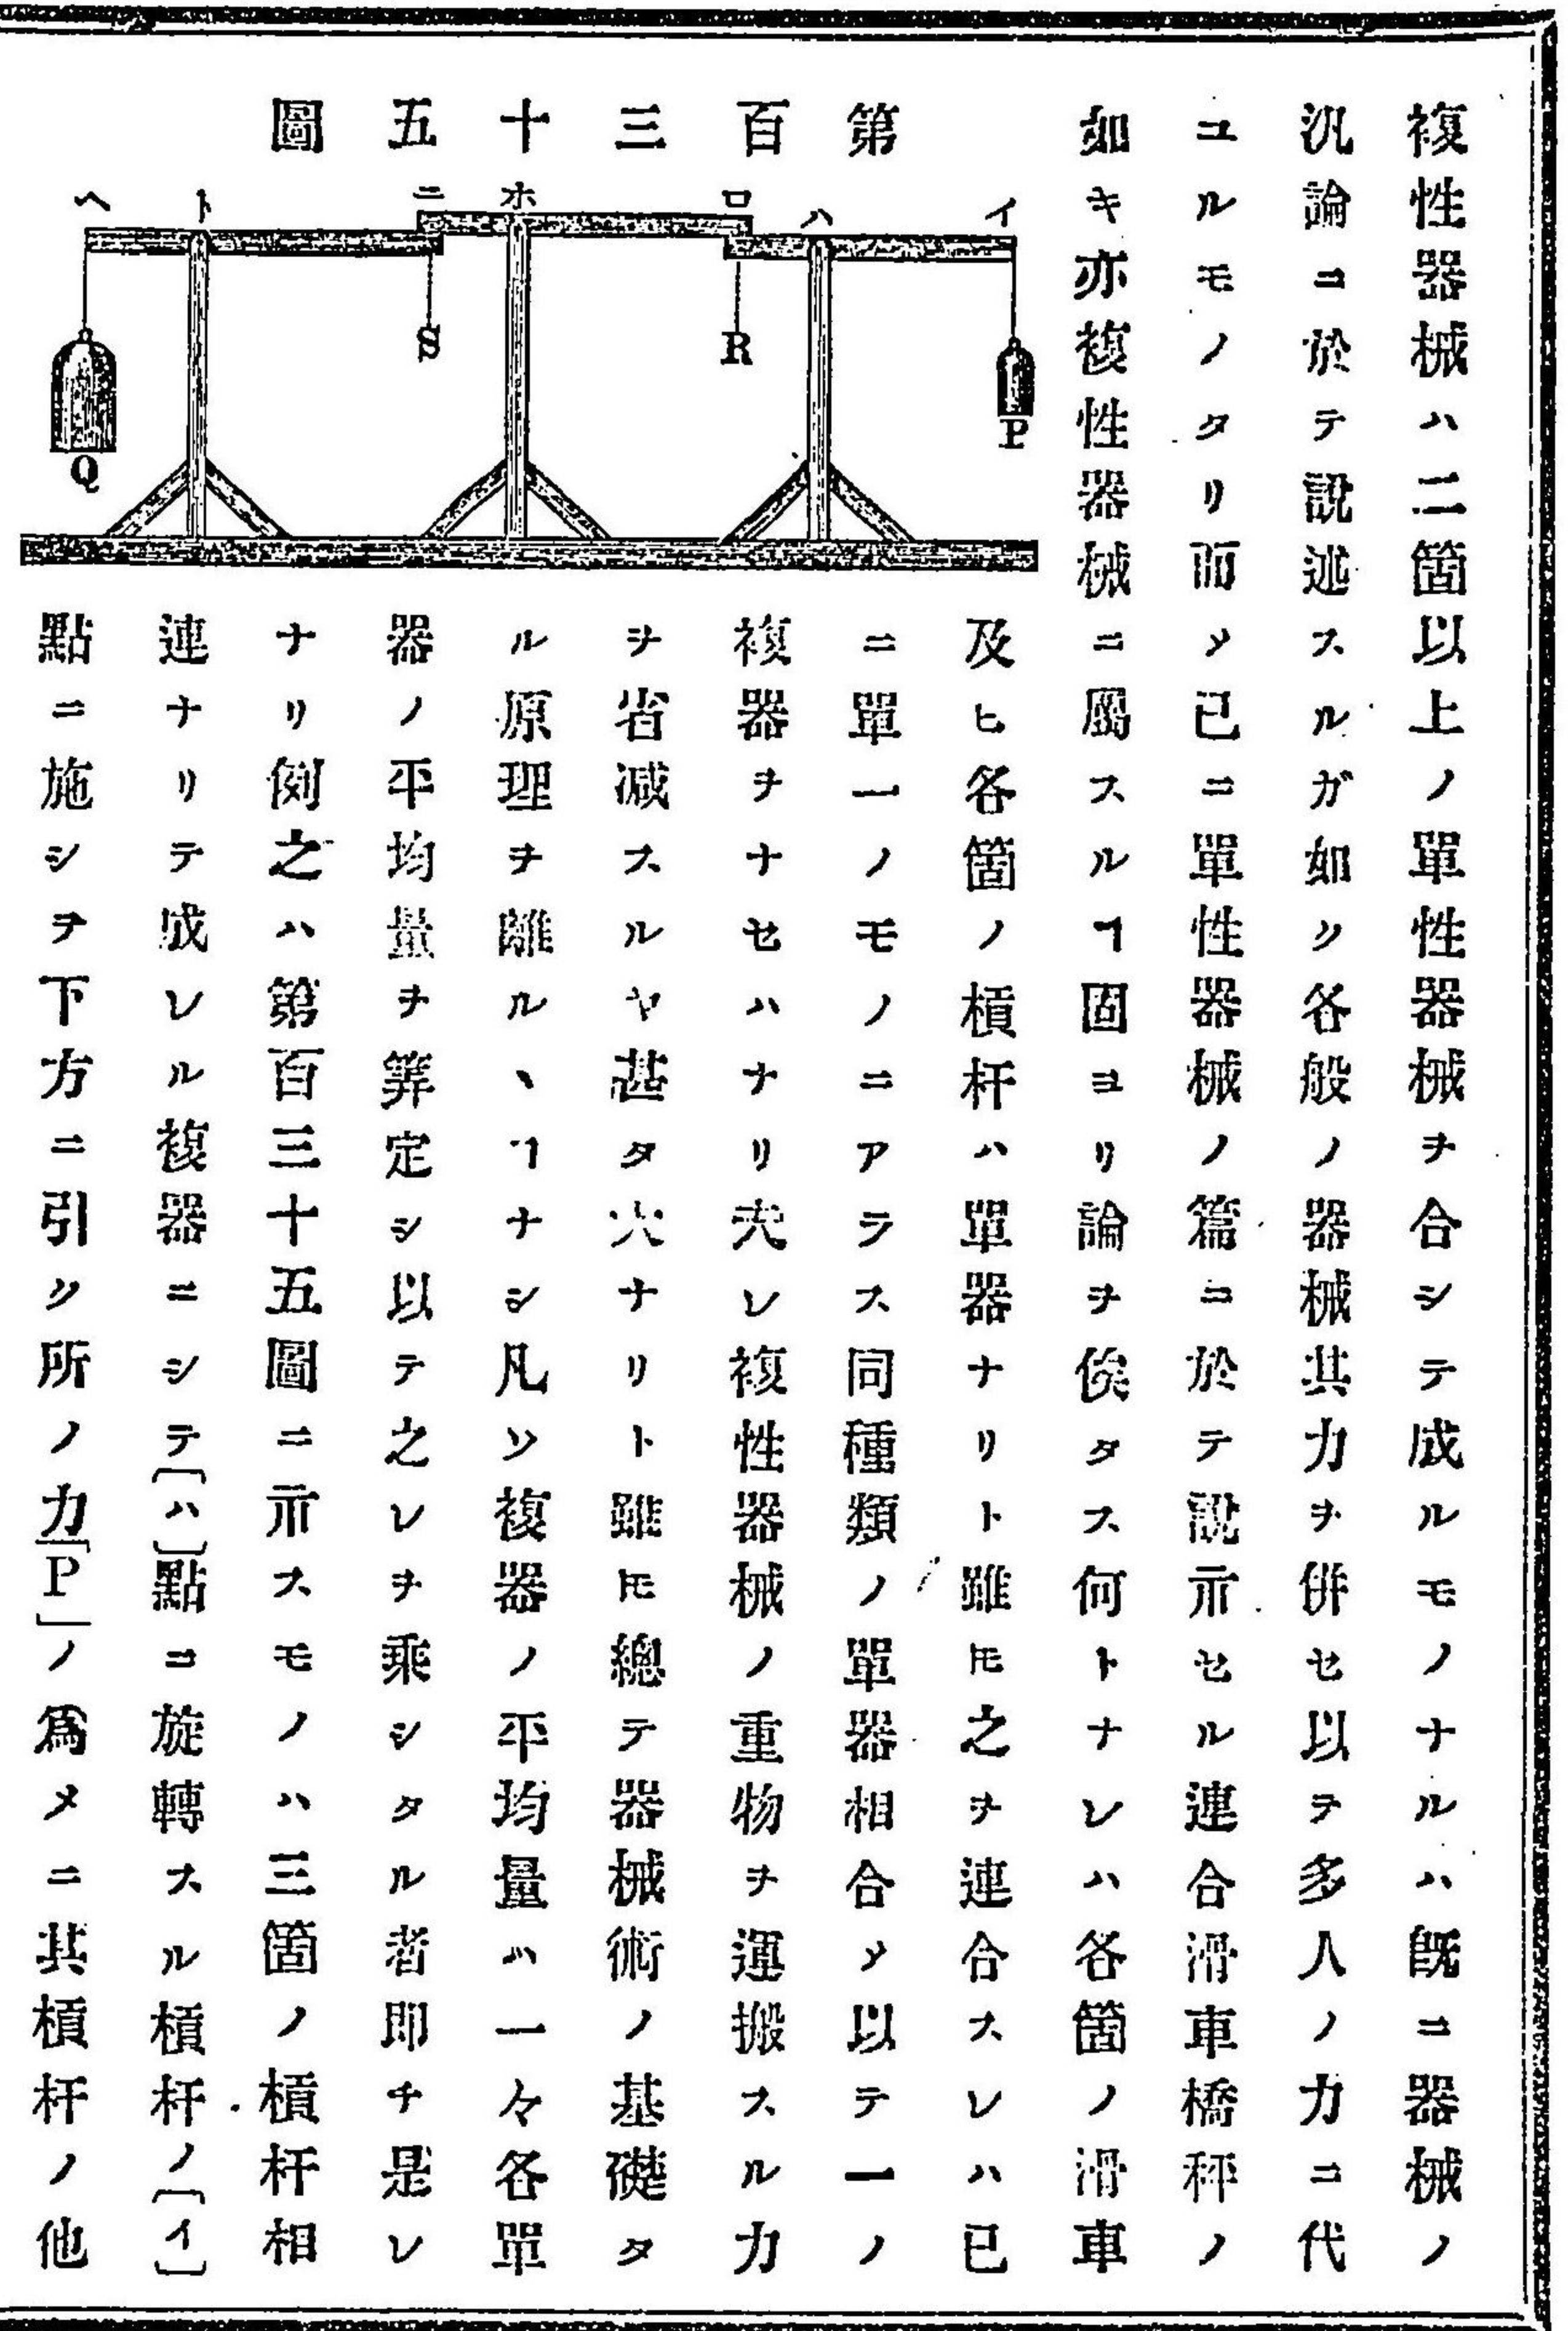 複性器械ハ二箇以上ノ單性器械ヲ合シテ成ルモノナルハ既ニ器械ノ
汎論ニ於テ説述スルガ如ク各般ノ器械其力ヲ併セ以テ多人ノ力ニ代
ユルモノタリ而メ已ニ單性器械ノ篇ニ於テ説示セル連合滑車橋秤ノ
如キ亦複性器械ニ屬スルヿ固ヨリ論ヲ俟タス何トナレハ各箇ノ滑車
及ヒ各箇ノ槓杆ハ單器ナリト雖𪜈之ヲ連合スレハ已
ニ單一ノモノニアラス同種類ノ單器相合メ以テ一ノ
複器ヲナセハナリ夫レ複性器械ノ重物ヲ運搬スル力
ヲ省减スルヤ甚タ大ナリト雖𪜈總テ器械術ノ基礎タ
ル原理ヲ離ルヽヿナシ凡ソ複器ノ平均量ハ一々各單
器ノ平均量ヲ筭定シ以テ之レヲ乘シタル者即チ是レ
ナリ例之ハ第百三十五圖ニ示スモノハ三箇ノ槓杆相
連ナリテ成レル複器ニシテ〔ハ〕點ニ旋轉スル槓杆ノ〔イ〕
點ニ施シヲ下方ニ引ク所ノ力〔P〕ノ爲メニ其槓杆ノ他
第百三十五圖
イ
ハ
ロ
ホ
ニ
ト
ヘ
P
R
S
Q